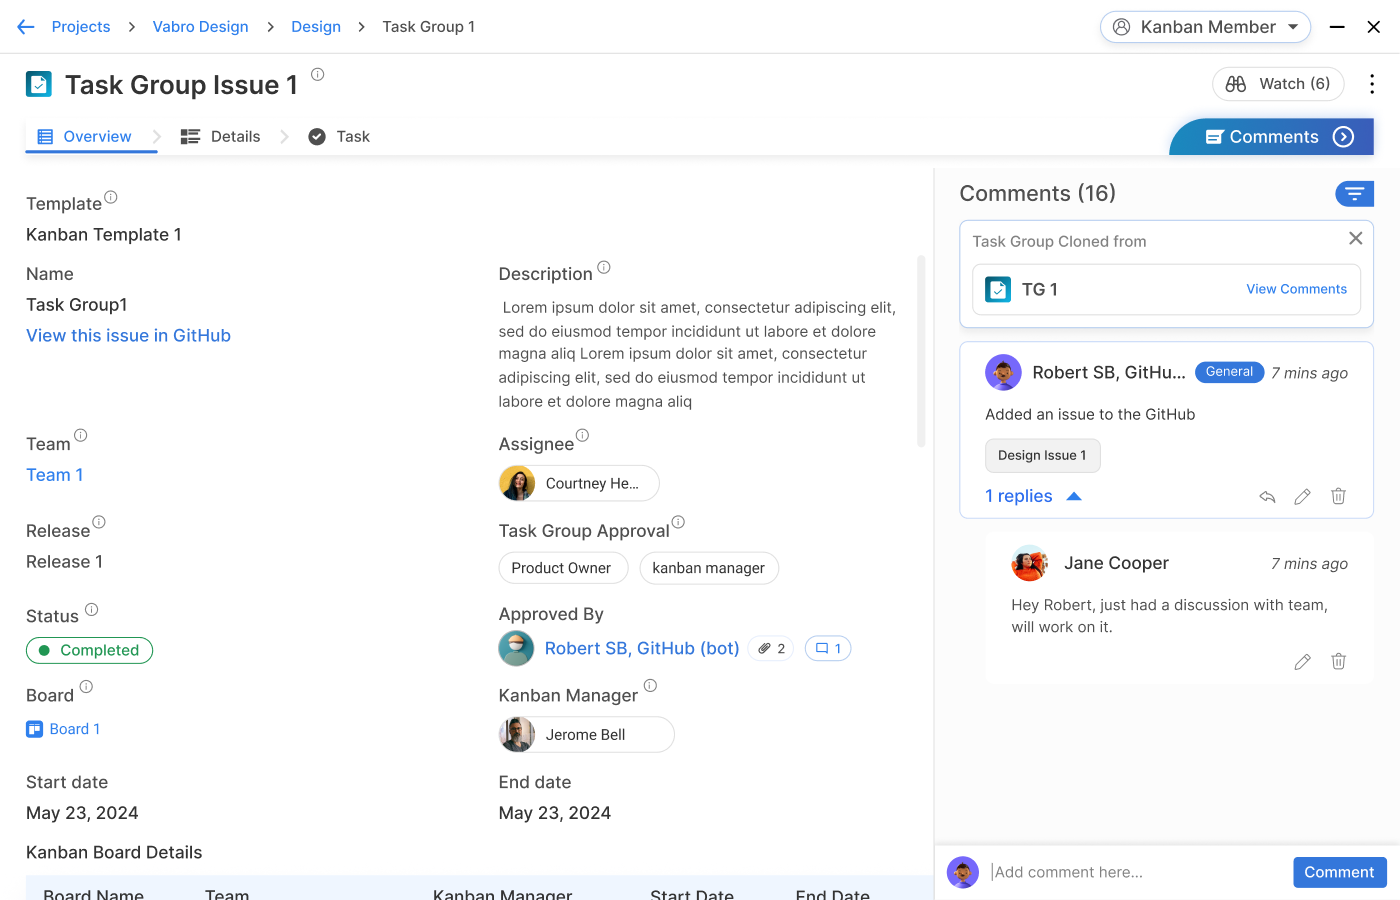 Projects > Vabro Design > Design > Task Group 1
Kanban Member
Task Group Issue 1
Watch (6)
Overview
Details
Task
Comments
Template
Kanban Template 1
Name
Task Group1
View this issue in GitHub
Description
Lorem ipsum dolor sit amet, consectetur adipiscing elit,
sed do eiusmod tempor incididunt ut labore et dolore
magna aliq Lorem ipsum dolor sit amet, consectetur
adipiscing elit, sed do eiusmod tempor incididunt ut
labore et dolore magna aliq
Team
Team 1
Assignee
Courtney He...
Release
Release 1
Task Group Approval
Product Owner
kanban manager
Status
Completed
Approved By
Robert SB, GitHub (bot)
2
1
Board
Board 1
Kanban Manager
Jerome Bell
Start date
May 23, 2024
End date
May 23, 2024
Kanban Board Details
Board Name Team Kanban Manager Start Date End Date
Comments (16)
Task Group Cloned from
TG 1
View Comments
Robert SB, GitHu... General 7 mins ago
Added an issue to the GitHub
Design Issue 1
1 replies
Jane Cooper 7 mins ago
Hey Robert, just had a discussion with team,
will work on it.
Add comment here...
Comment